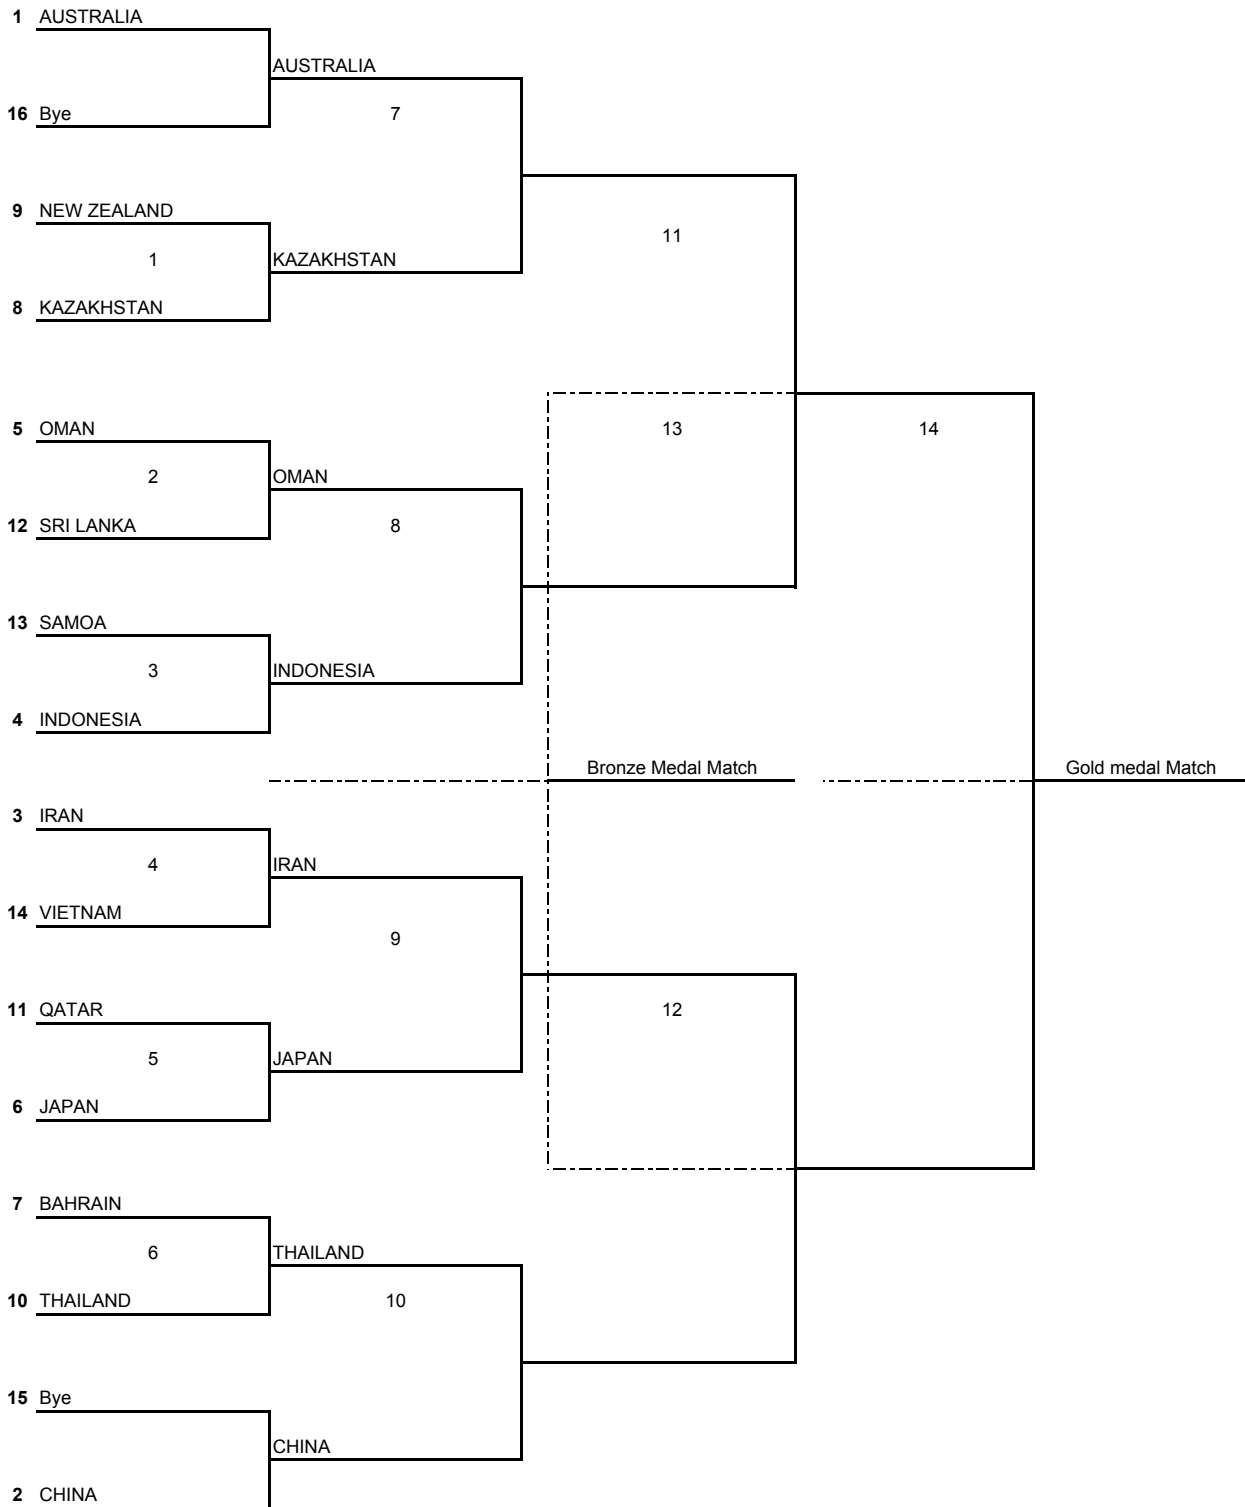 1 AUSTRALIA
AUSTRALIA
16 Bye 7
9 NEW ZEALAND
11
1 KAZAKHSTAN
8 KAZAKHSTAN
5 OMAN 13 14
2 OMAN
12 SRI LANKA 8
13 SAMOA
3 INDONESIA
4 INDONESIA
Bronze Medal Match Gold medal Match
3 IRAN
4 IRAN
14 VIETNAM
9
11 QATAR 12
5 JAPAN
6 JAPAN
7 BAHRAIN
6 THAILAND
10 THAILAND 10
15 Bye
CHINA
2 CHINA